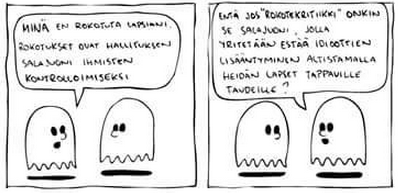 MINÄ EN ROKOTUTA LAPSIANI.
ROKOTUKSET OVAT HALLITUKSEN
SALAJUONI IHMISTEN
KONTROLLOIMISEKSI
ENTÄ JOS "ROKOTEKRITIIKKI" ONKIN
SE SALAJUONI, JOLLA
YRITETÄÄN ESTÄÄ IDIOOTTIEN
LISÄÄNTYMINEN ALTISTAMALLA
HEIDÄN LAPSET TAPPAVILLE
TAUDEILLE?